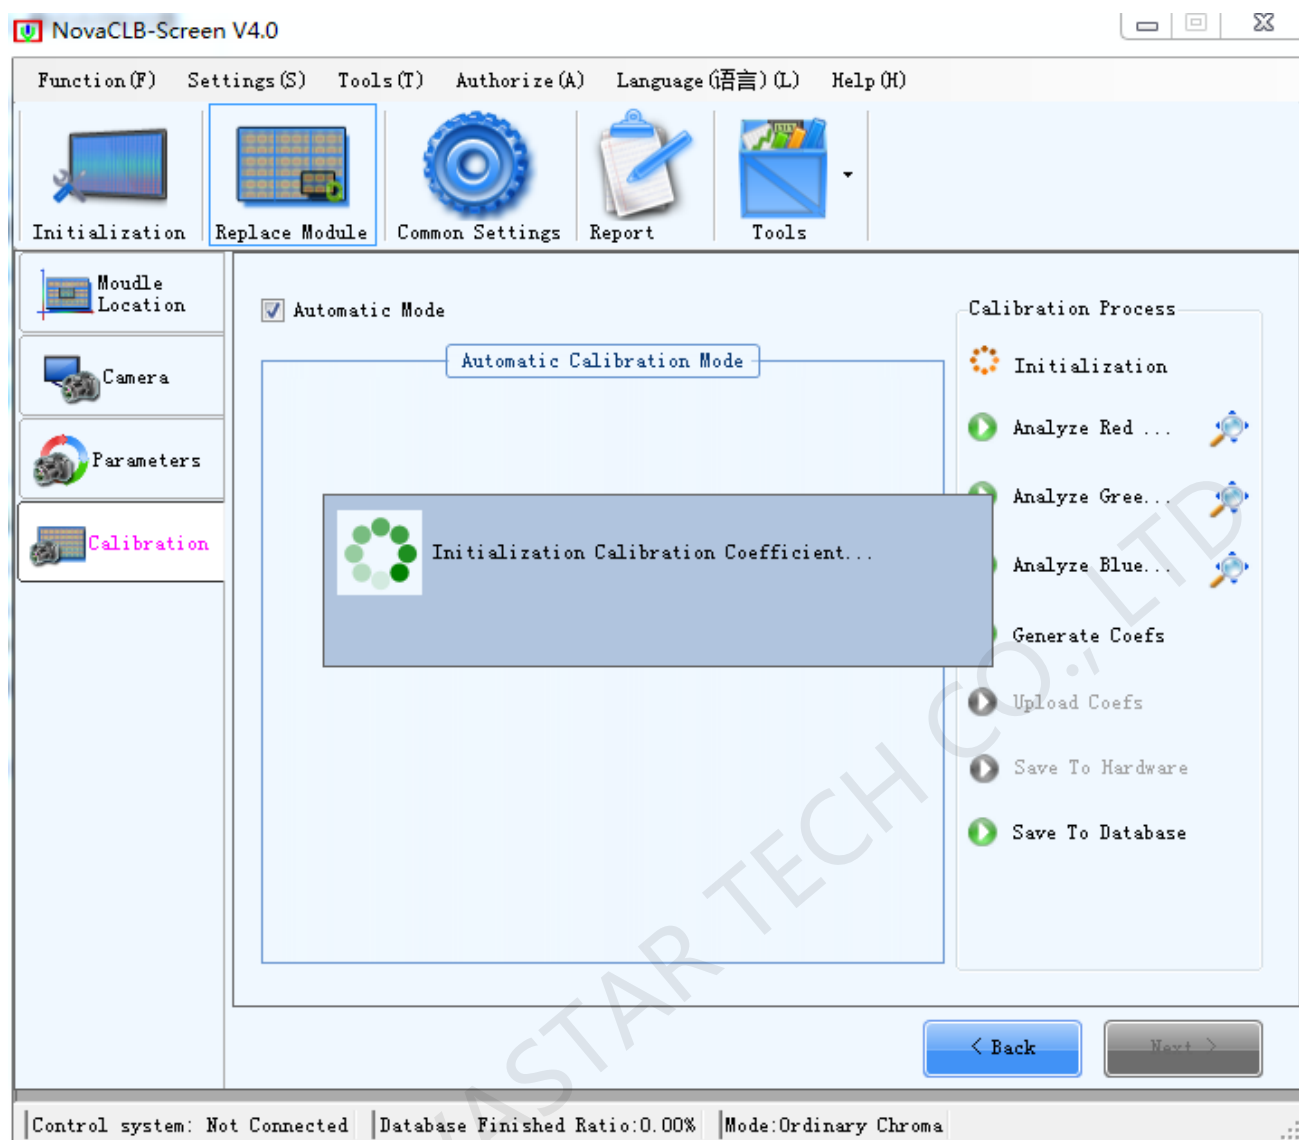 NovaCLB-Screen V4.0
Function(F) Settings(S) Tools(T) Authorize(A) Language(语言)(L) Help(H)
Initialization Replace Module Common Settings Report Tools
Moudle
Location
Camera
Parameters
Calibration
Automatic Mode
Automatic Calibration Mode
Initialization Calibration Coefficient...
Calibration Process
Initialization
Analyze Red ...
Analyze Gree...
Analyze Blue...
Generate Coefs
Upload Coefs
Save To Hardware
Save To Database
< Back Next >
Control system: Not Connected Database Finished Ratio:0.00% Mode:Ordinary Chroma
ASTAR TECH CO., LTD